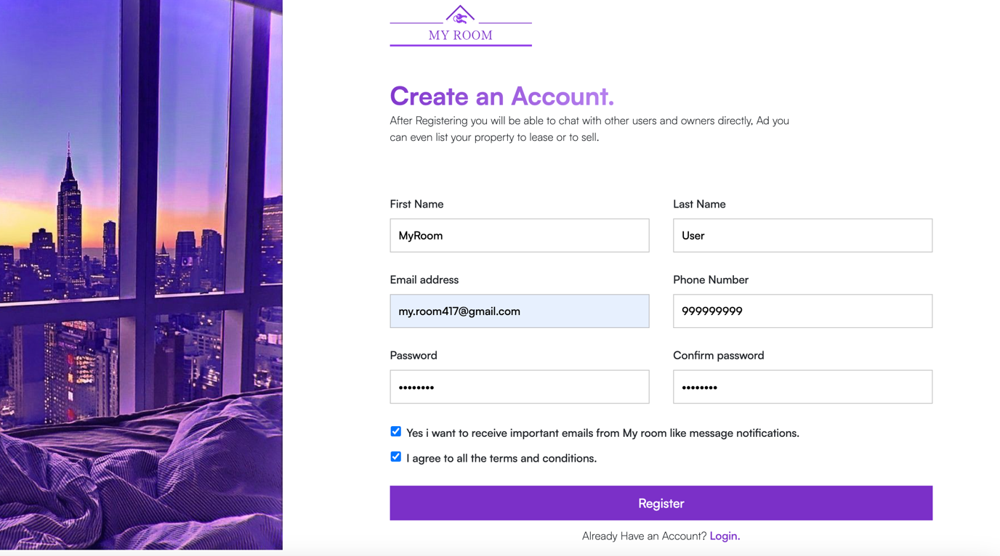 MY ROOM
Create an Account.
After Registering you will be able to chat with other users and owners directly, Ad you
can even list your property to lease or to sell.
First Name
Last Name
MyRoom
User
Email address
Phone Number
my.room417@gmail.com
999999999
Password
Confirm password
••••••••
••••••••
Yes i want to receive important emails from My room like message notifications.
I agree to all the terms and conditions.
Register
Already Have an Account? Login.